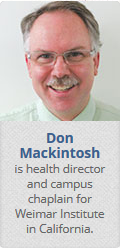 Don
Mackintosh
is health director
and campus
chaplain for
Weimar Institute
in California.